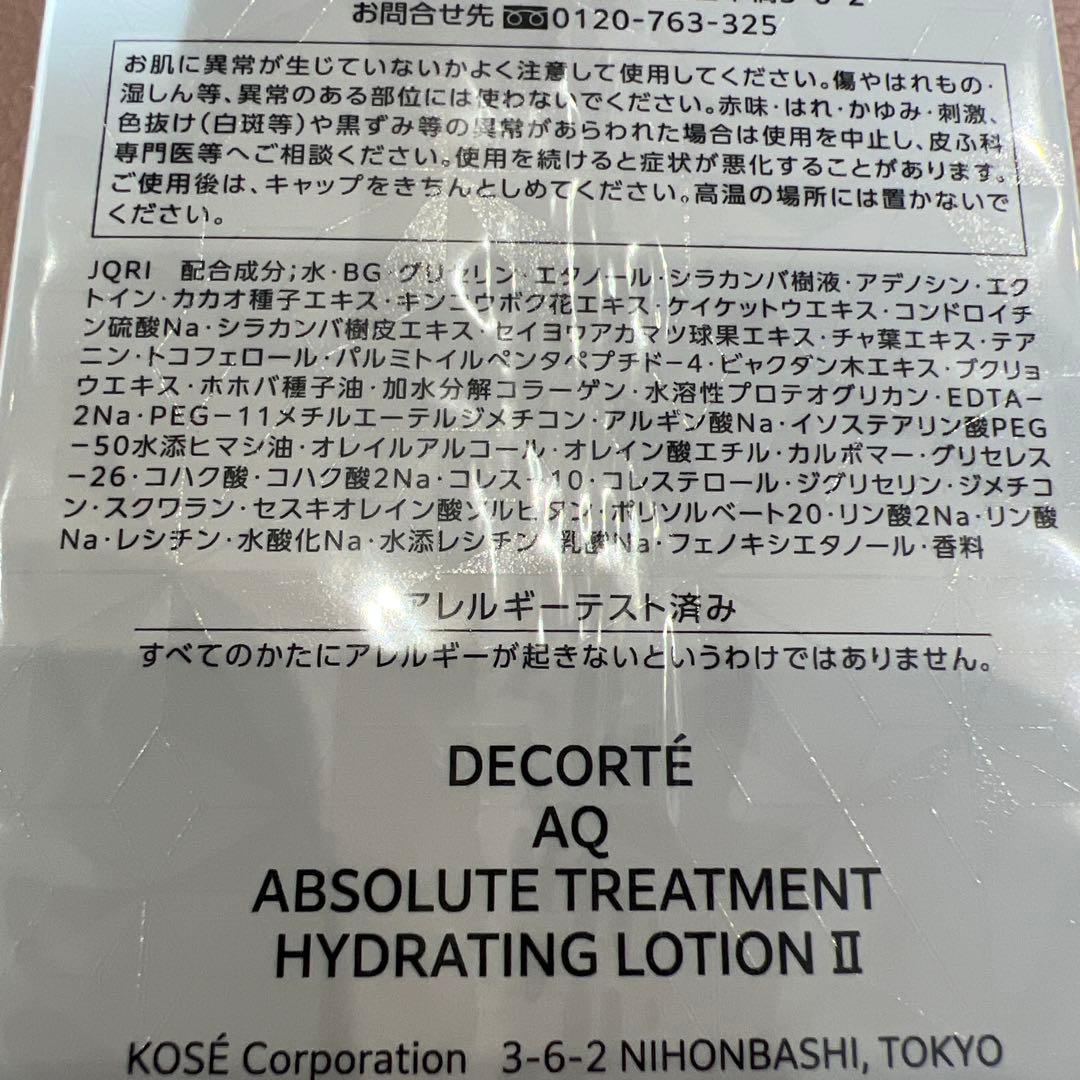 お問合せ先 0120-763-325
お肌に異常が生じていないかよく注意して使用してください。傷やはれもの・
湿しん等、異常のある部位には使わないでください。赤味・はれ・かゆみ・刺激、
色抜け(白斑等)や黒ずみ等の異常があらわれた場合は使用を中止し、皮ふ科
専門医等へご相談ください。使用を続けると症状が悪化することがあります。
ご使用後は、キャップをきちんとしめてください。高温の場所には置かないで
ください。
JQRI 配合成分;水・BG・グリセリン・エタノール・シラカンバ樹液・アデノシン・エク
トイン・カカオ種子エキス・キンコウボク花エキス・ケイケットウエキス・コンドロイチ
ン硫酸Na・シラカンバ樹皮エキス・セイヨウアカマツ球果エキス・チャ葉エキス・テア
ニン・トコフェロール・パルミトイルペンタペプチド-4・ビャクダン木エキス・ブクリョ
ウエキス・ホホバ種子油・加水分解コラーゲン・水溶性プロテオグリカン・EDTA-
2Na・PEG-11メチルエーテルジメチコン・アルギン酸Na・イソステアリン酸PEG
-50水添ヒマシ油・オレイルアルコール・オレイン酸エチル・カルボマー・グリセレス
-26・コハク酸・コハク酸2Na・コレス-10・コレステロール・ジグリセリン・ジメチコ
ン・スクワラン・セスキオレイン酸ソルビタン・ポリソルベート20・リン酸2Na・リン酸
Na・レシチン・水酸化Na・水添レシチン・乳酸Na・フェノキシエタノール・香料
アレルギーテスト済み
すべてのかたにアレルギーが起きないというわけではありません。
DECORTÉ
AQ
ABSOLUTE TREATMENT
HYDRATING LOTION II
KOSÉ Corporation 3-6-2 NIHONBASHI, TOKYO